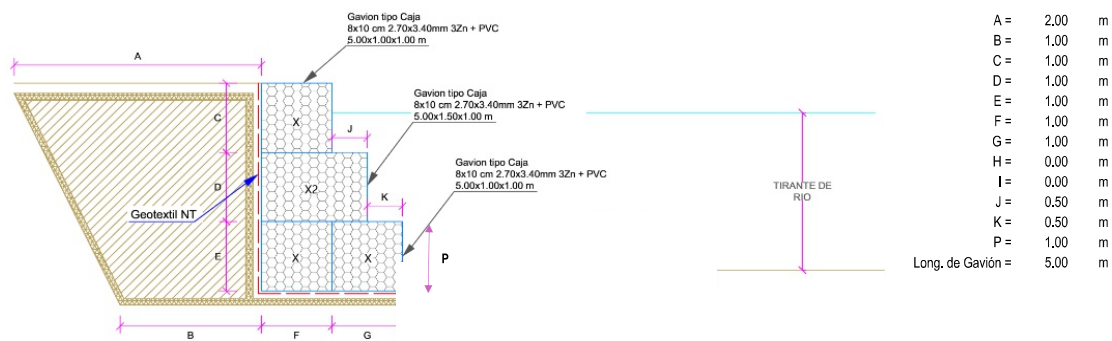 Gavion tipo Caja
8x10 cm 2.70x3.40mm 3Zn + PVC
5.00x1.00x1.00 m
A
Gavion tipo Caja
8x10 cm 2.70x3.40mm 3Zn + PVC
5.00x1.50x1.00 m
C
X
J
Gavion tipo Caja
8x10 cm 2.70x3.40mm 3Zn + PVC
5.00x1.00x1.00 m
D
X2
K
Geotextil NT
TIRANTE DE
RIO
E
X
X
P
B
F
G
A = 2.00 m
B = 1.00 m
C = 1.00 m
D = 1.00 m
E = 1.00 m
F = 1.00 m
G = 1.00 m
H = 0.00 m
I = 0.00 m
J = 0.50 m
K = 0.50 m
P = 1.00 m
Long. de Gavión = 5.00 m